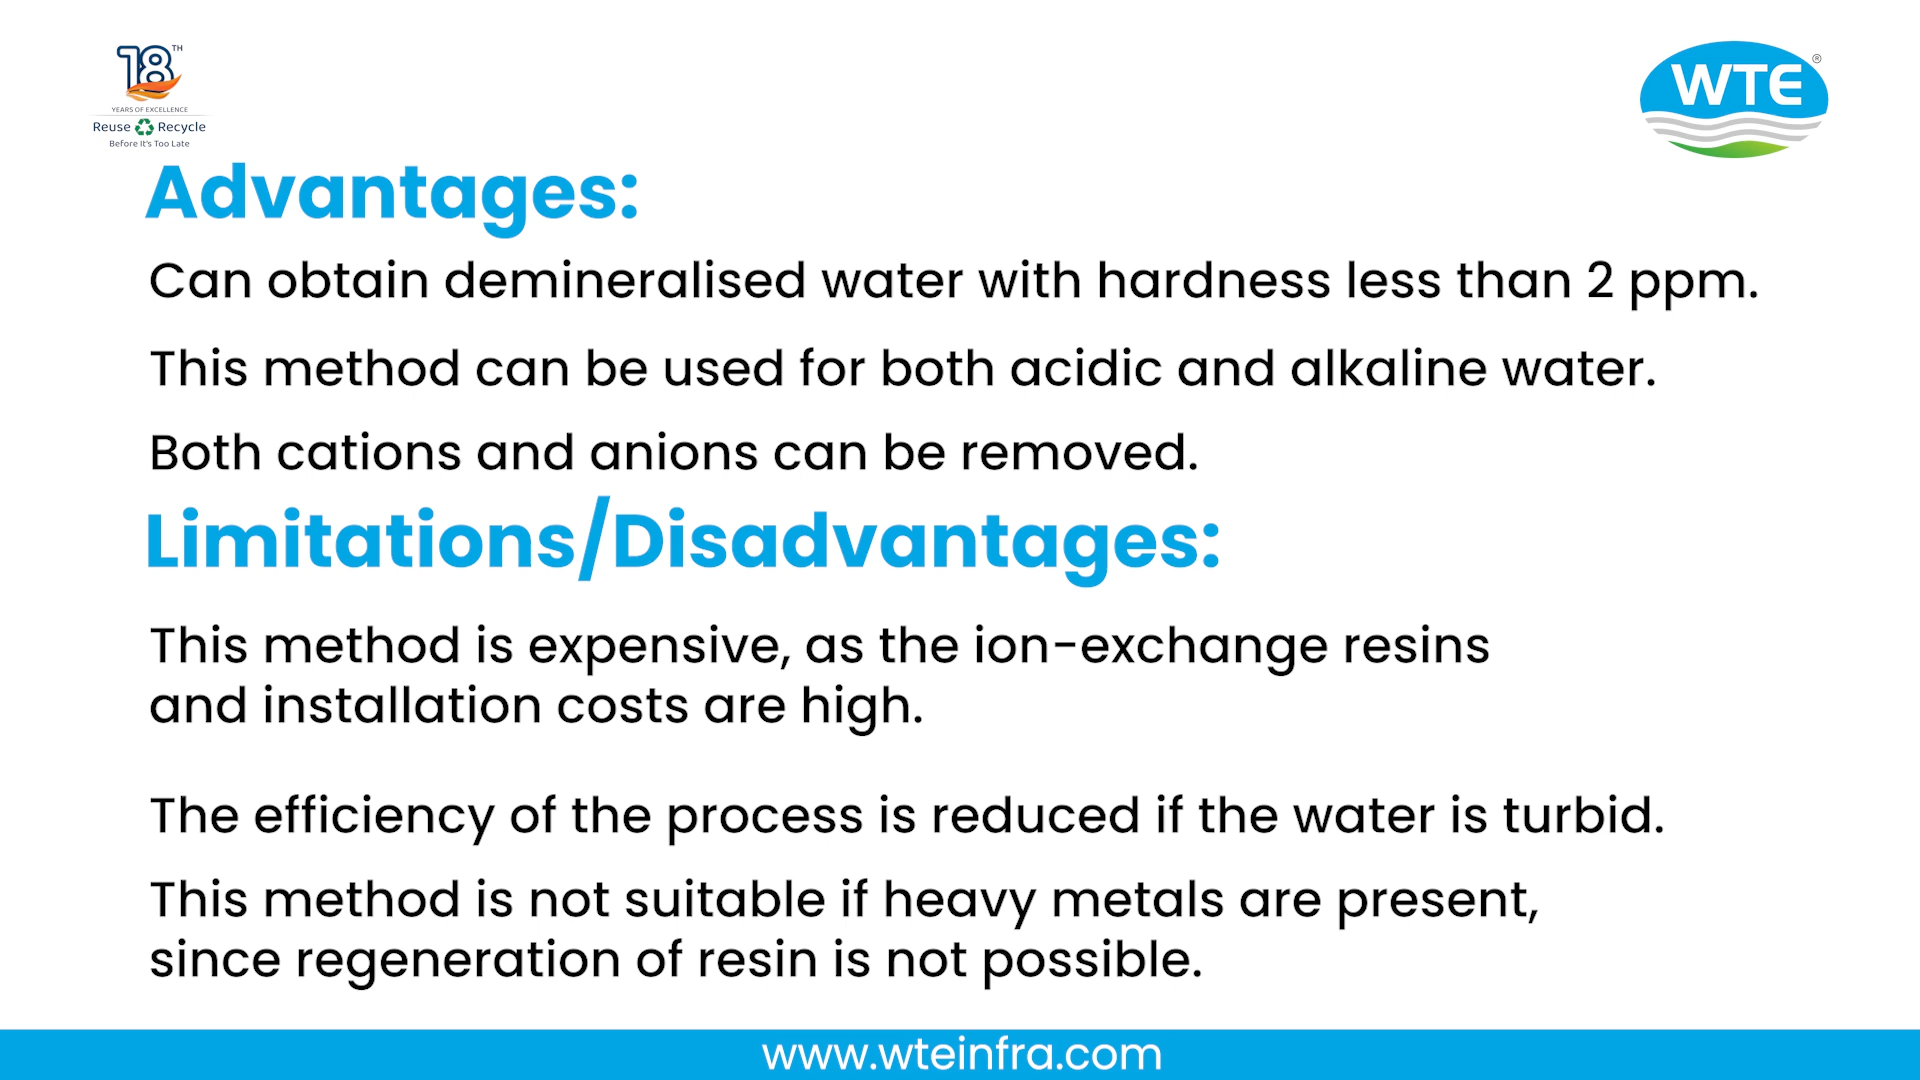 18TH
YEARS OF EXCELLENCE
Reuse Recycle
Before It's Too Late
WTE®
Advantages:
Can obtain demineralised water with hardness less than 2 ppm.
This method can be used for both acidic and alkaline water.
Both cations and anions can be removed.
Limitations/Disadvantages:
This method is expensive, as the ion-exchange resins
and installation costs are high.
The efficiency of the process is reduced if the water is turbid.
This method is not suitable if heavy metals are present,
since regeneration of resin is not possible.
www.wteinfra.com